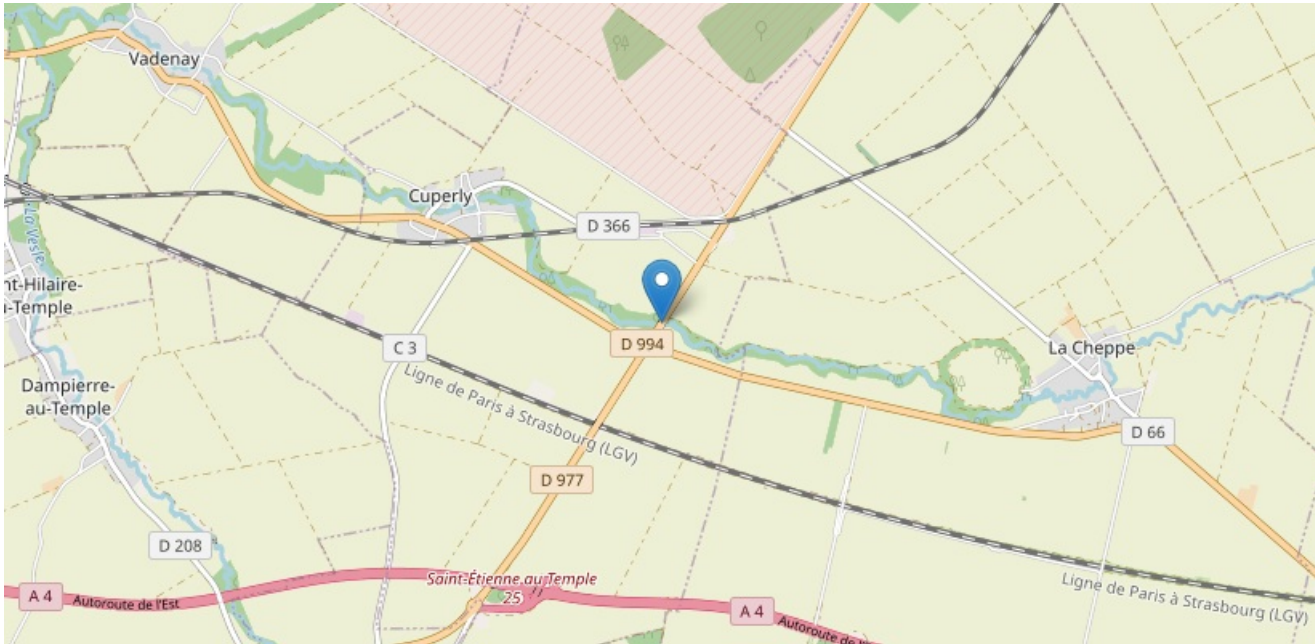 Vadenay
Cuperly
D 366
La Vesle
nt-Hilaire-
u-Temple
D 994
C 3
La Cheppe
Dampierre-
au-Temple
Ligne de Paris à Strasbourg (LGV)
D 66
D 977
D 208
Saint-Étienne au Temple
25
A 4
Autoroute de l'Est
A 4
Autoroute de l'
Ligne de Paris à Strasbourg (LGV)